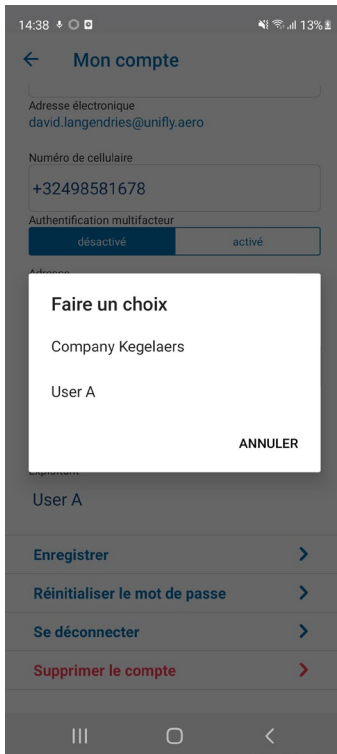 14:38
13%
Mon compte
Adresse électronique
david.langendries@unifly.aero
Numéro de cellulaire
+32498581678
Authentification multifacteur
désactivé activé
Adresse
Faire un choix
Company Kegelaers
User A
ANNULER
User A
Enregistrer
Réinitialiser le mot de passe
Se déconnecter
Supprimer le compte